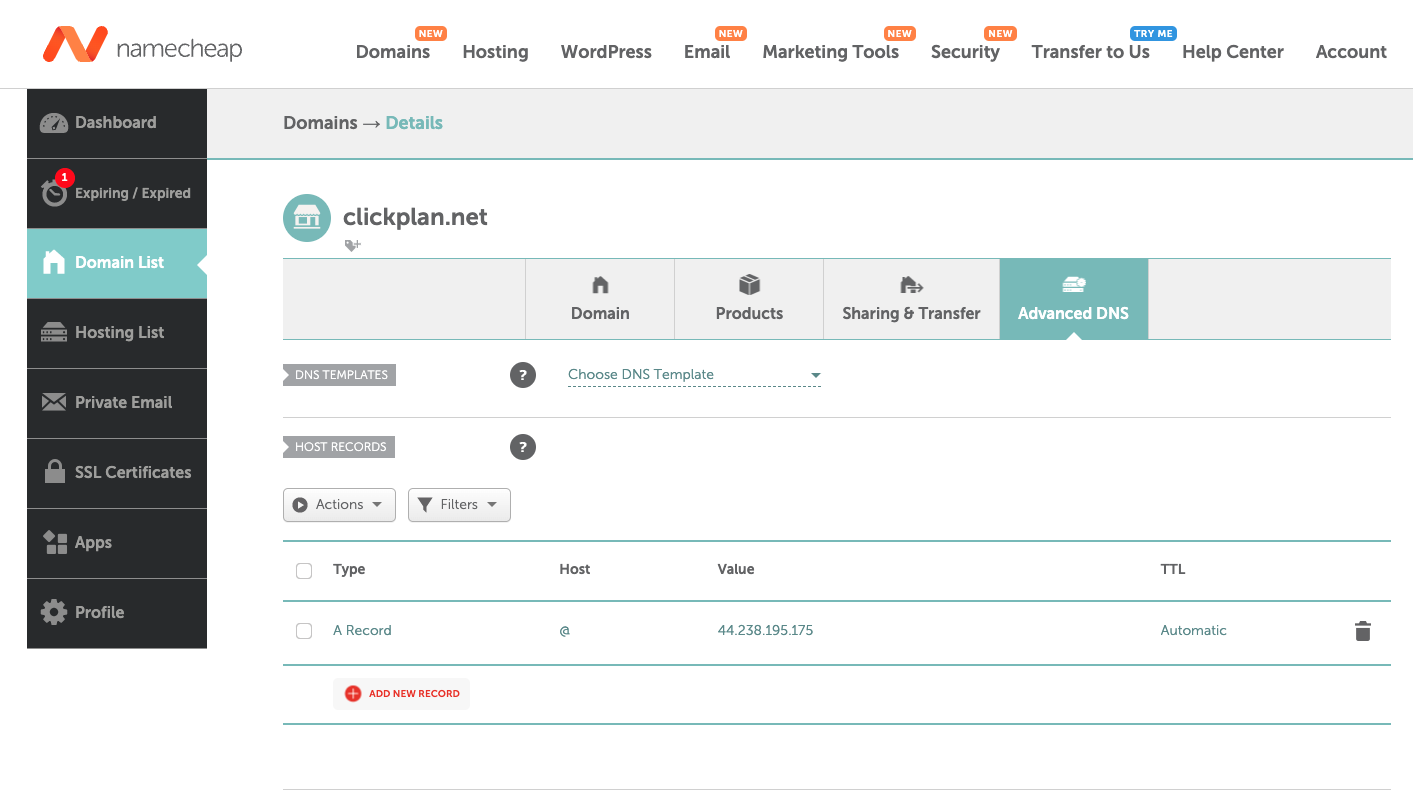 namecheap
NEW NEW NEW NEW TRY ME
Domains Hosting WordPress Email Marketing Tools Security Transfer to Us Help Center Account
Dashboard
1
Expiring / Expired
Domain List
Hosting List
Private Email
SSL Certificates
Apps
Profile
Domains → Details
clickplan.net
Domain Products Sharing & Transfer Advanced DNS
DNS TEMPLATES ? Choose DNS Template
HOST RECORDS ?
Actions Filters
Type Host Value TTL
A Record @ 44.238.195.175 Automatic
ADD NEW RECORD